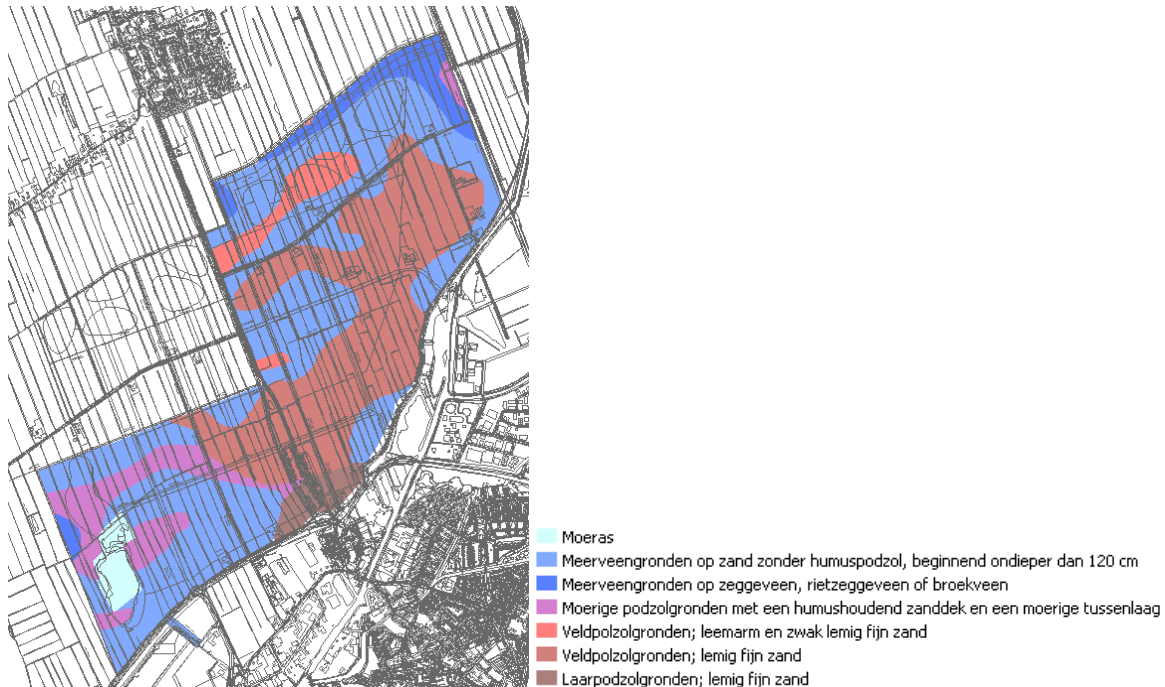 Moeras
Meerveengronden op zand zonder humuspodzol, beginnend ondieper dan 120 cm
Meerveengronden op zeggeveen, rietzeggeveen of broekveen
Moerige podzolgronden met een humushoudend zanddek en een moerige tussenlaag
Veldpolzolgronden; leemarm en zwak lemig fijn zand
Veldpolzolgronden; lemig fijn zand
Laarpodzolgronden; lemig fijn zand